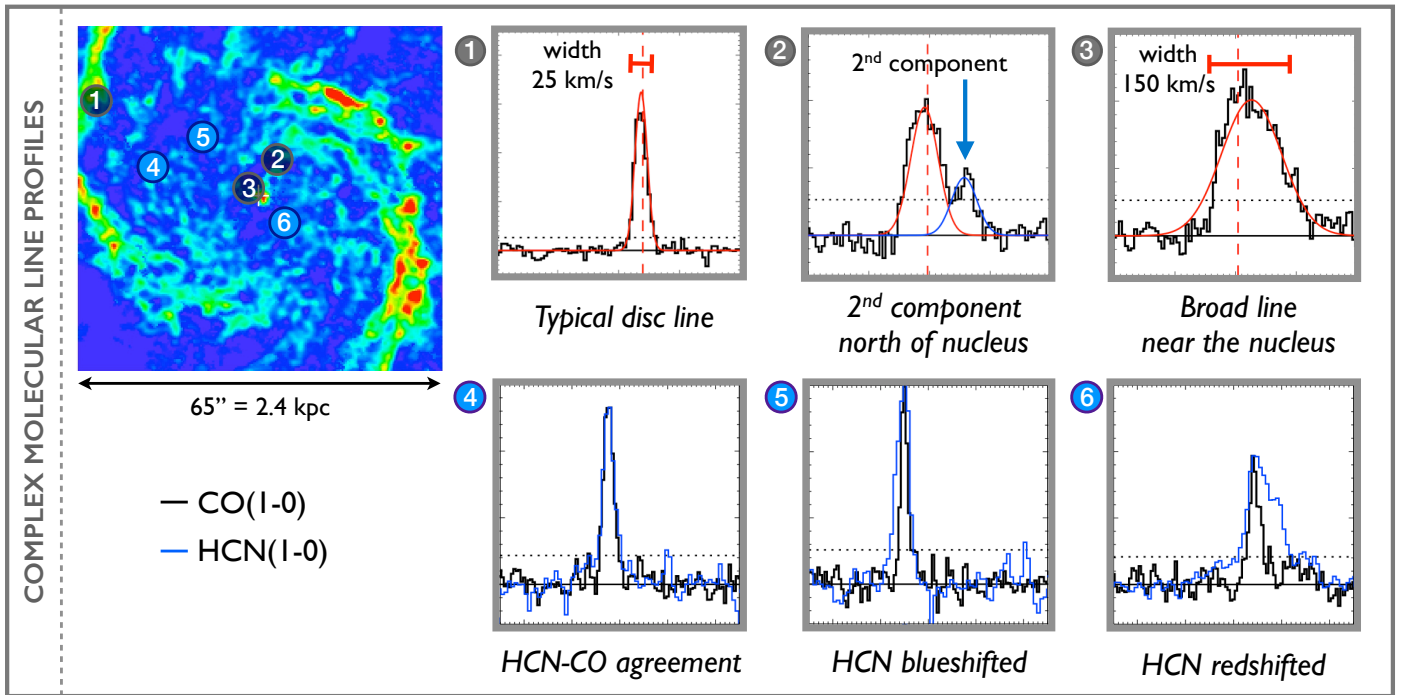 COMPLEX MOLECULAR LINE PROFILES
1
5
4
2
3
6
65” = 2.4 kpc
CO(1-0)
HCN(1-0)
1
width
25 km/s
Typical disc line
2
2nd component
2nd component
north of nucleus
3
width
150 km/s
Broad line
near the nucleus
4
HCN-CO agreement
5
HCN blueshifted
6
HCN redshifted